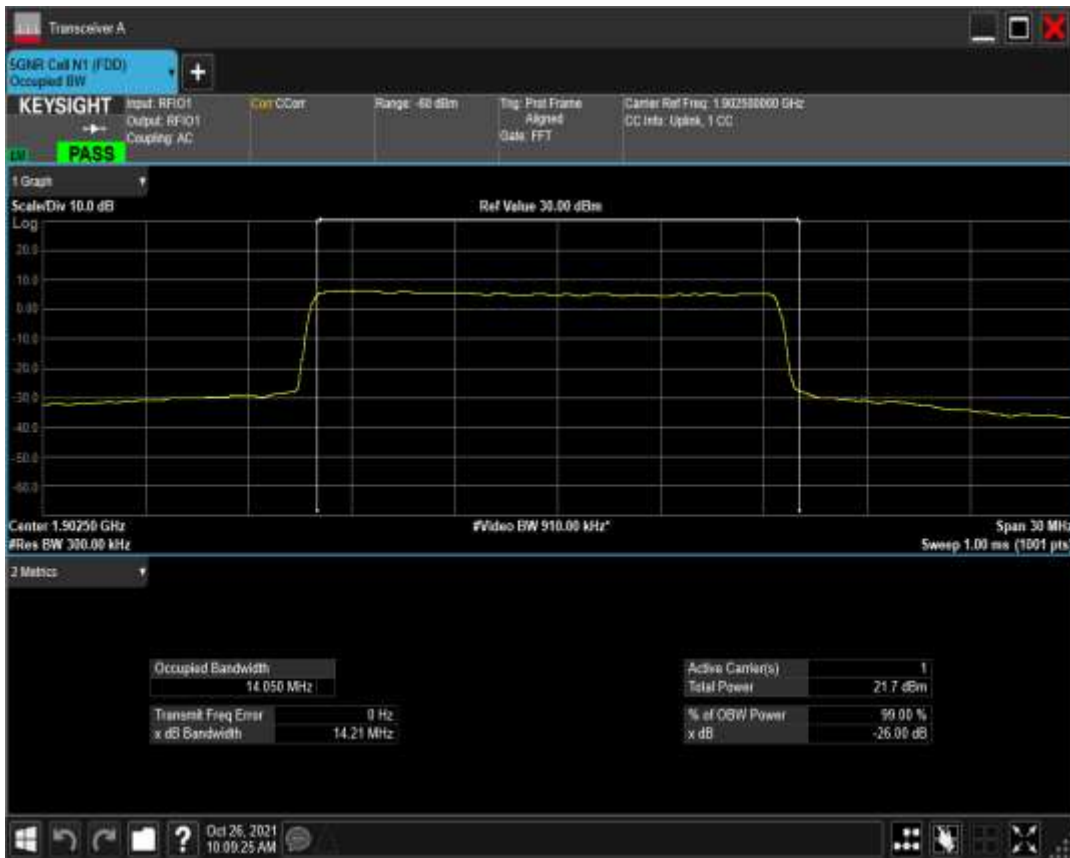 Transceiver A
5GNR Cell N1 (FDD)
Occupied BW
+
KEYSIGHT
Input: RFIO1
Output: RFIO1
Coupling: AC
Corr CCorr
Range: -60 dBm
Trig: Prot Frame
Aligned
Gate: FFT
Carrier Ref Freq: 1.902500000 GHz
CC Info: Uplink, 1 CC
PASS
1 Graph
Scale/Div 10.0 dB
Ref Value 30.00 dBm
Log
20.0
10.0
0.00
-10.0
-20.0
-30.0
-40.0
-50.0
-60.0
Center 1.90250 GHz
#Video BW 910.00 kHz*
Span 30 MHz
#Res BW 300.00 kHz
Sweep 1.00 ms (1001 pts)
2 Metrics
Occupied Bandwidth
14.050 MHz
Transmit Freq Error 0 Hz
x dB Bandwidth 14.21 MHz
Active Carrier(s) 1
Total Power 21.7 dBm
% of OBW Power 99.00 %
x dB -26.00 dB
?
Oct 26, 2021
10:09:25 AM